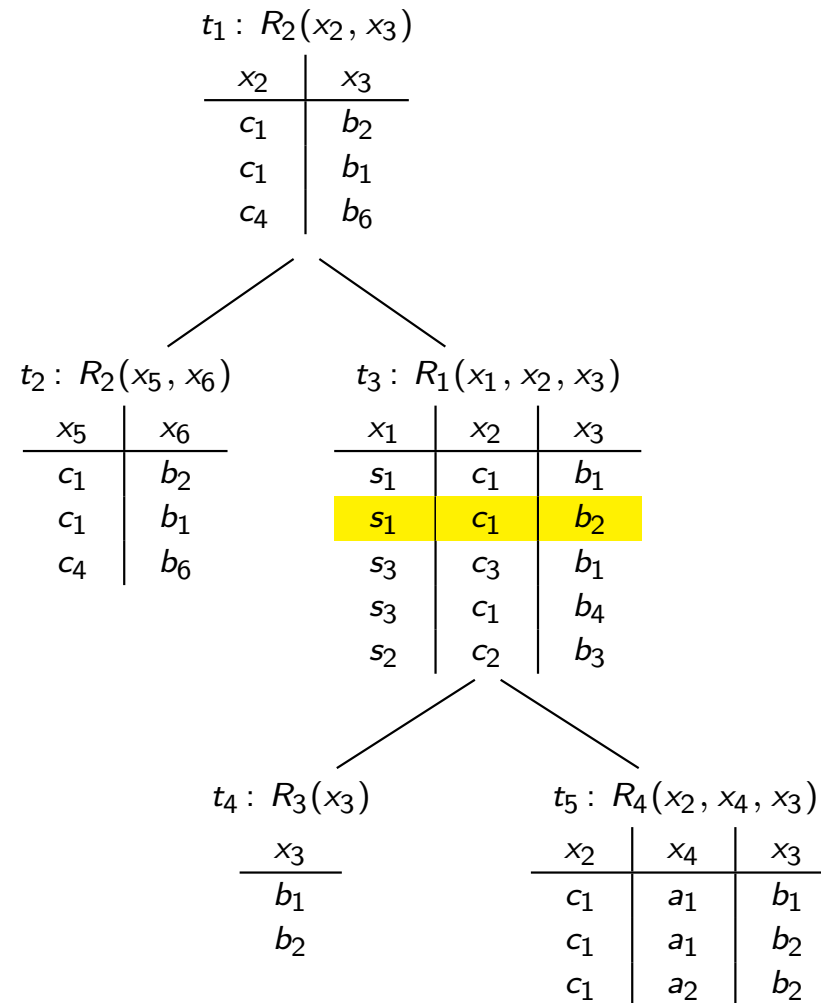 t₁ : R₂(x₂, x₃)
x₂ x₃
c₁ b₂
c₁ b₁
c₄ b₆
t₂ : R₂(x₅, x₆)
x₅ x₆
c₁ b₂
c₁ b₁
c₄ b₆
t₃ : R₁(x₁, x₂, x₃)
x₁ x₂ x₃
s₁ c₁ b₁
s₁ c₁ b₂
s₃ c₃ b₁
s₃ c₁ b₄
s₂ c₂ b₃
t₄ : R₃(x₃)
x₃
b₁
b₂
t₅ : R₄(x₂, x₄, x₃)
x₂ x₄ x₃
c₁ a₁ b₁
c₁ a₁ b₂
c₁ a₂ b₂